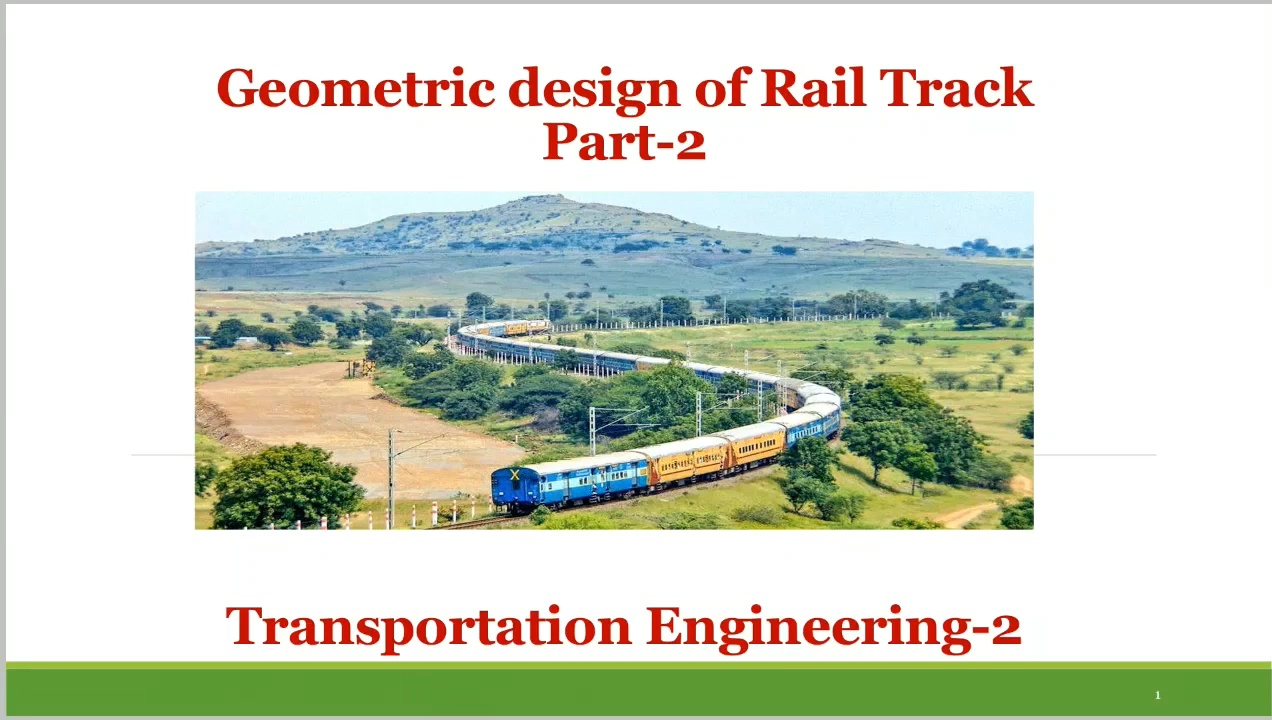 Geometric design of Rail Track
Part-2
X
Transportation Engineering-2
1